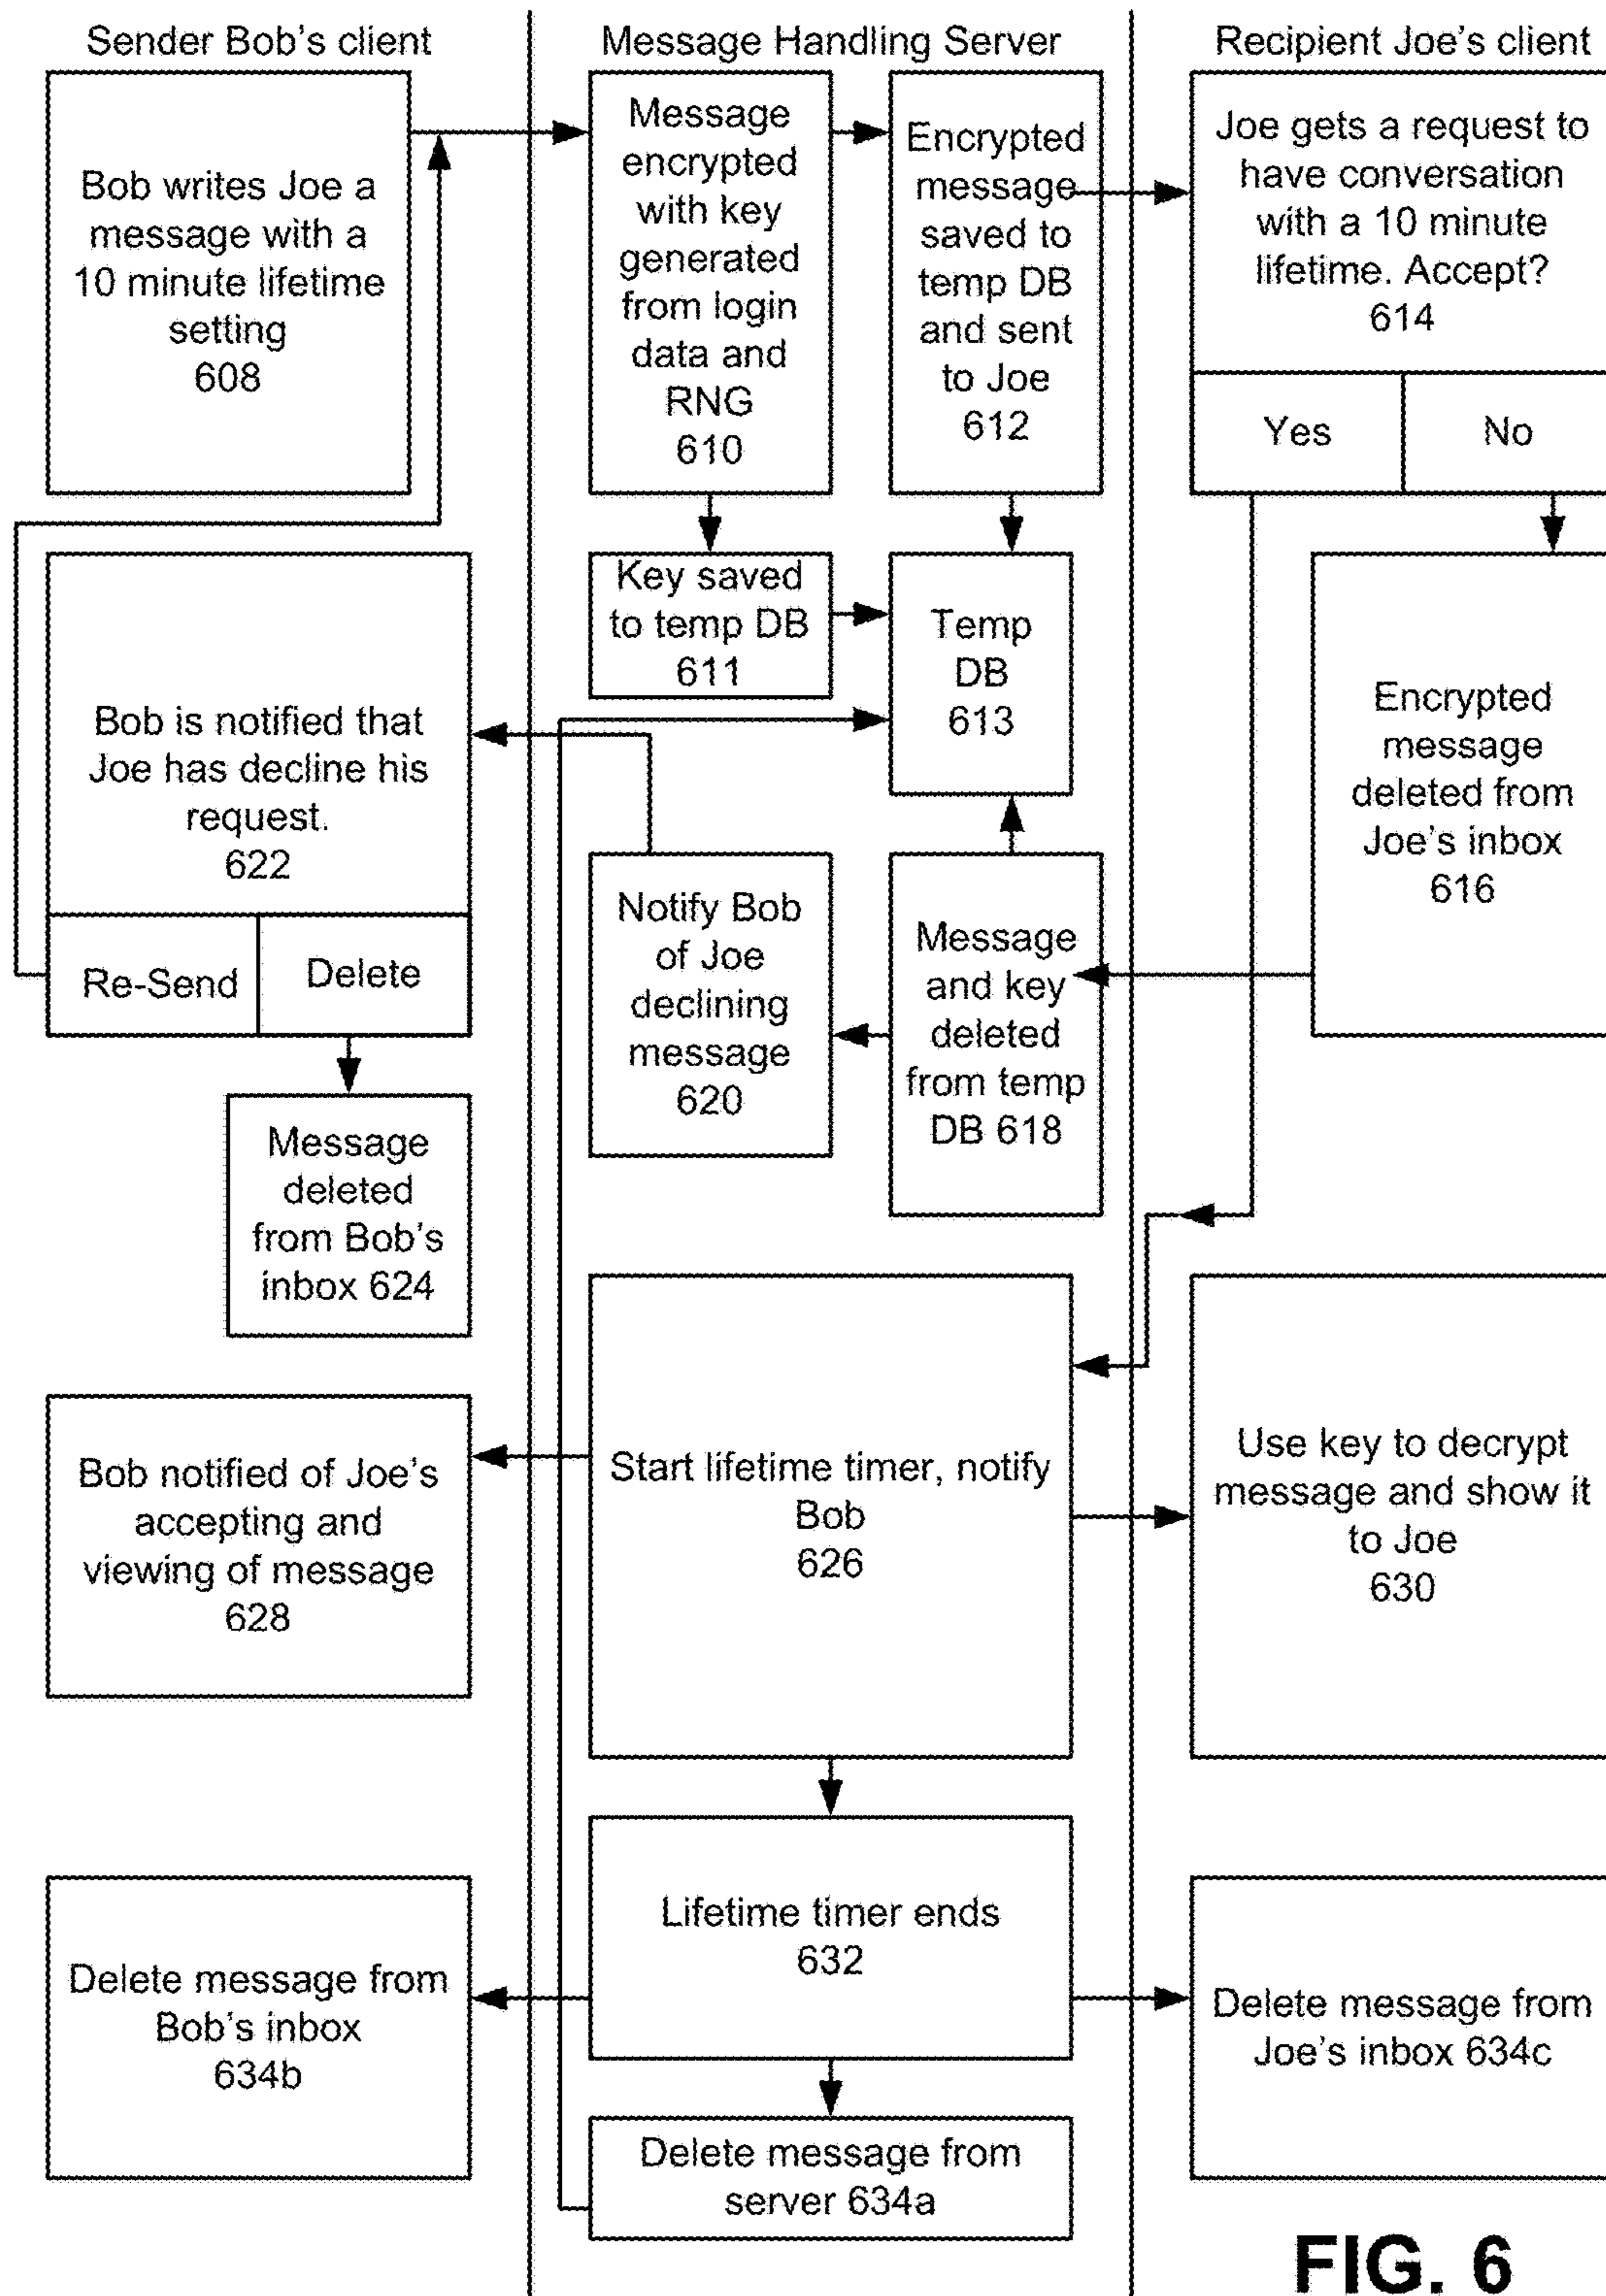 Sender Bob's client
Message Handling Server
Recipient Joe's client
Bob writes Joe a
message with a
10 minute lifetime
setting
608
Message
encrypted
with key
generated
from login
data and
RNG
610
Encrypted
message
saved to
temp DB
and sent
to Joe
612
Joe gets a request to
have conversation
with a 10 minute
lifetime. Accept?
614
Yes
No
Key saved
to temp DB
611
Temp
DB
613
Bob is notified that
Joe has decline his
request.
622
Re-Send
Delete
Notify Bob
of Joe
declining
message
620
Message
and key
deleted
from temp
DB 618
Encrypted
message
deleted from
Joe's inbox
616
Message
deleted
from Bob's
inbox 624
Bob notified of Joe's
accepting and
viewing of message
628
Start lifetime timer, notify
Bob
626
Use key to decrypt
message and show it
to Joe
630
Lifetime timer ends
632
Delete message from
Bob's inbox
634b
Delete message from
Joe's inbox 634c
Delete message from
server 634a
FIG. 6